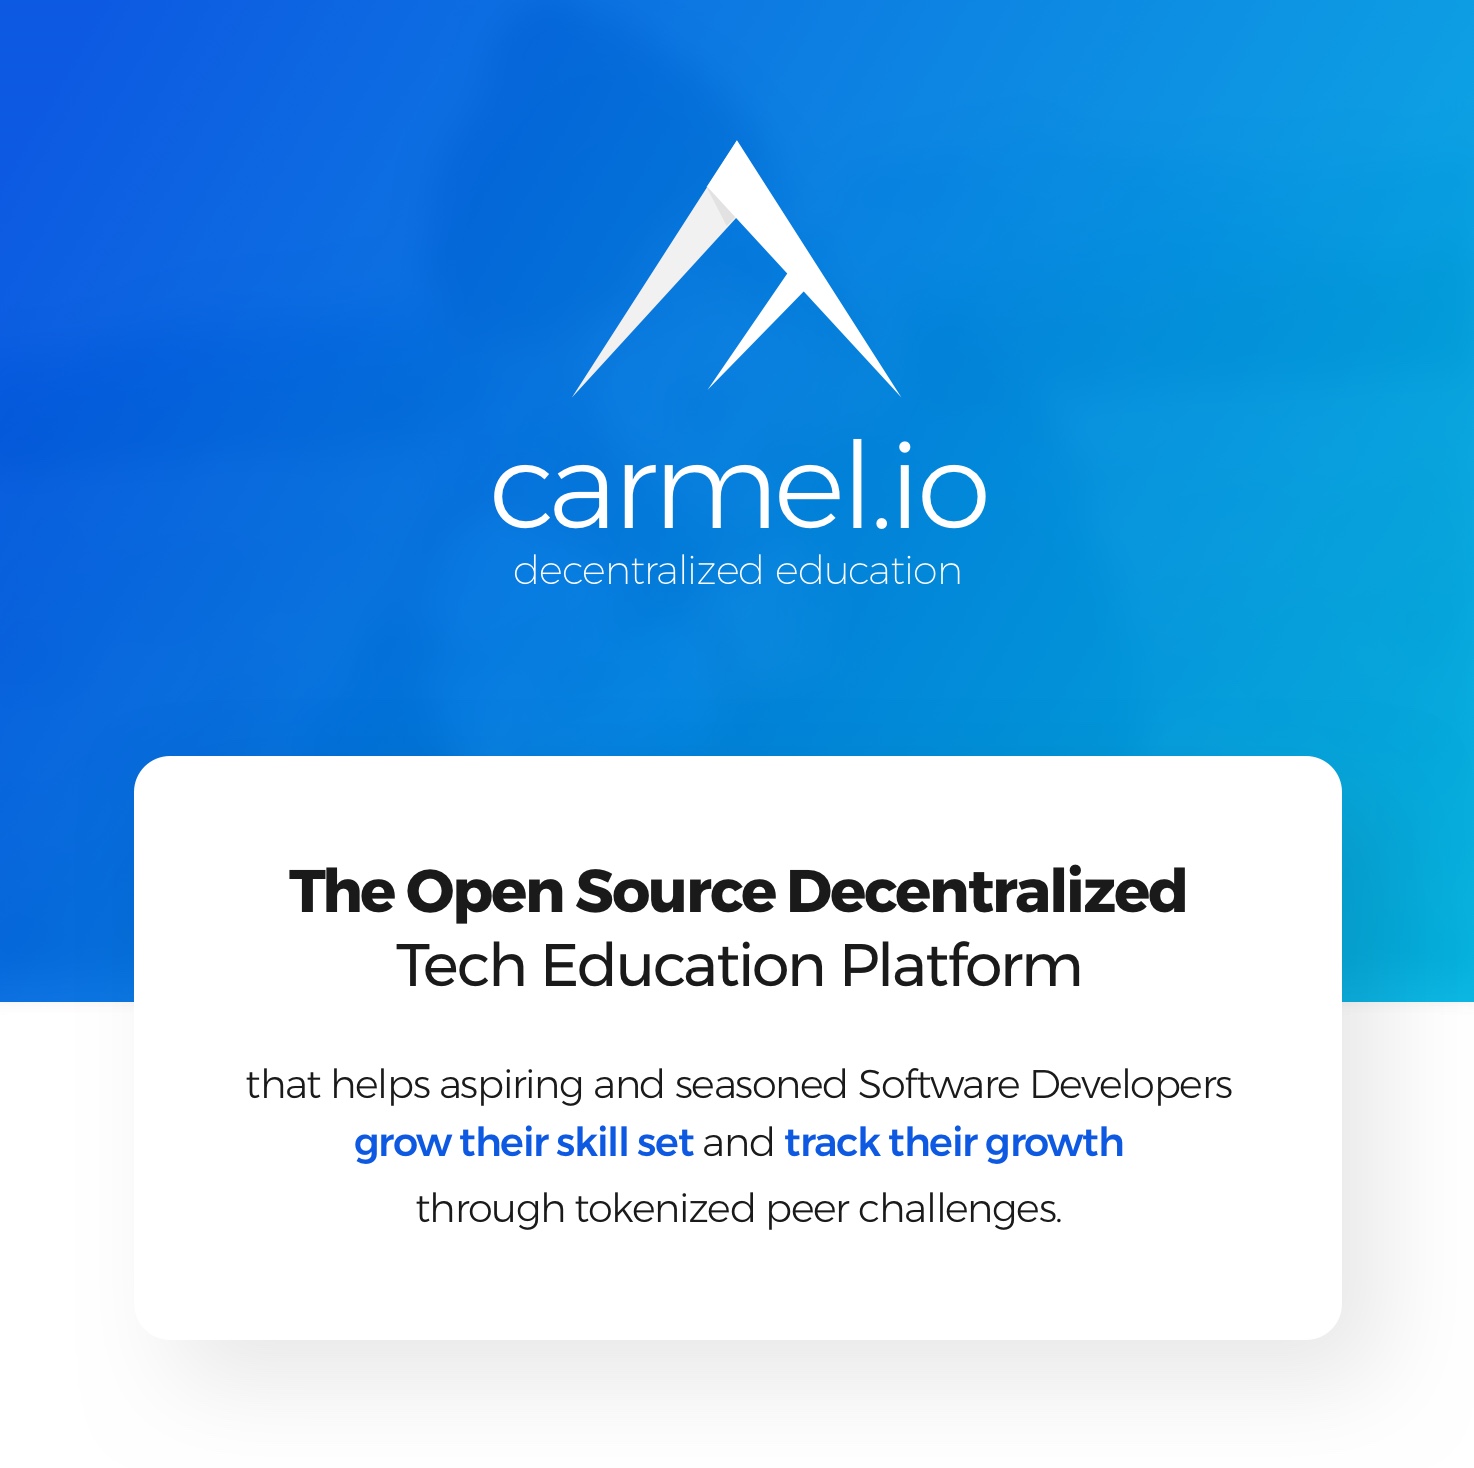 carmel.io
decentralized education
The Open Source Decentralized
Tech Education Platform
that helps aspiring and seasoned Software Developers
grow their skill set and track their growth
through tokenized peer challenges.